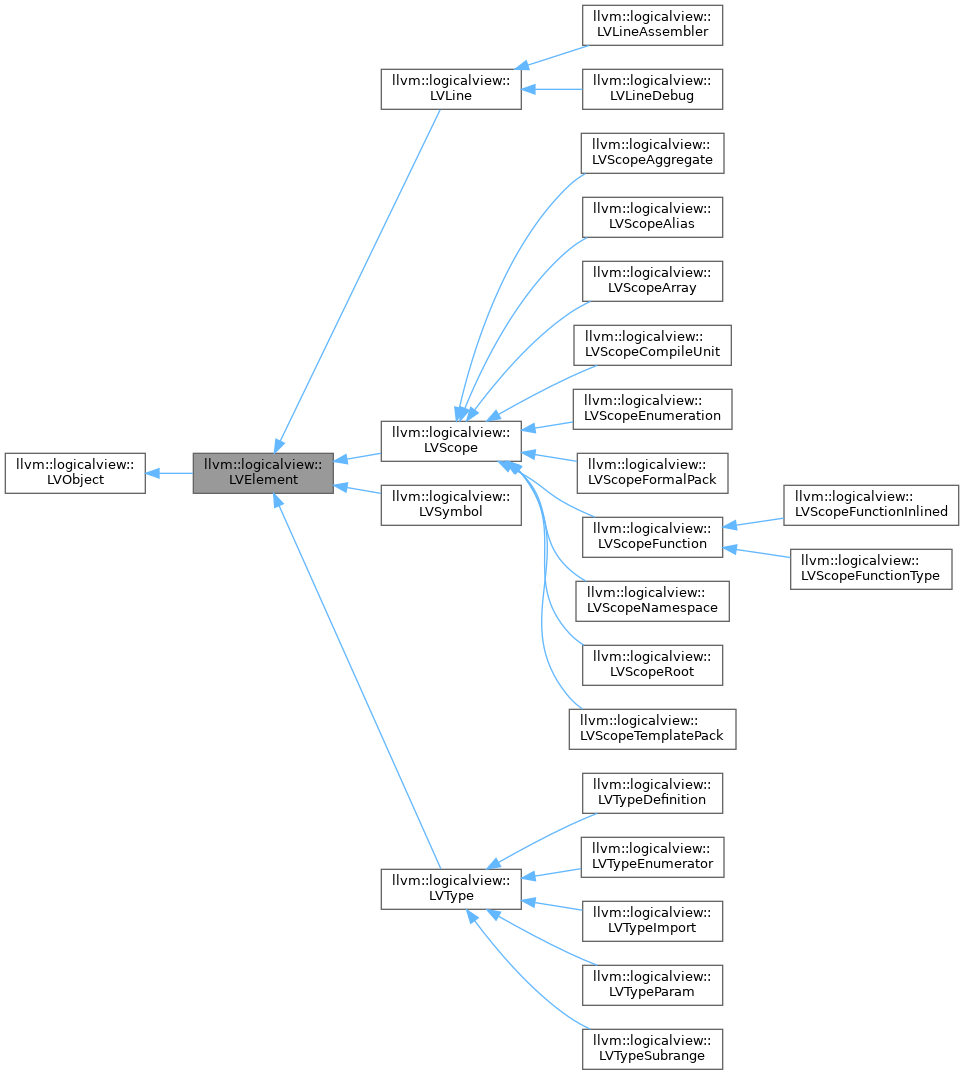 llvm::logicalview::
LVObject
llvm::logicalview::
LVElement
llvm::logicalview::
LVLine
llvm::logicalview::
LVLineAssembler
llvm::logicalview::
LVLineDebug
llvm::logicalview::
LVScope
llvm::logicalview::
LVScopeAggregate
llvm::logicalview::
LVScopeAlias
llvm::logicalview::
LVScopeArray
llvm::logicalview::
LVScopeCompileUnit
llvm::logicalview::
LVScopeEnumeration
llvm::logicalview::
LVScopeFormalPack
llvm::logicalview::
LVScopeFunction
llvm::logicalview::
LVScopeFunctionInlined
llvm::logicalview::
LVScopeFunctionType
llvm::logicalview::
LVScopeNamespace
llvm::logicalview::
LVScopeRoot
llvm::logicalview::
LVScopeTemplatePack
llvm::logicalview::
LVSymbol
llvm::logicalview::
LVType
llvm::logicalview::
LVTypeDefinition
llvm::logicalview::
LVTypeEnumerator
llvm::logicalview::
LVTypeImport
llvm::logicalview::
LVTypeParam
llvm::logicalview::
LVTypeSubrange